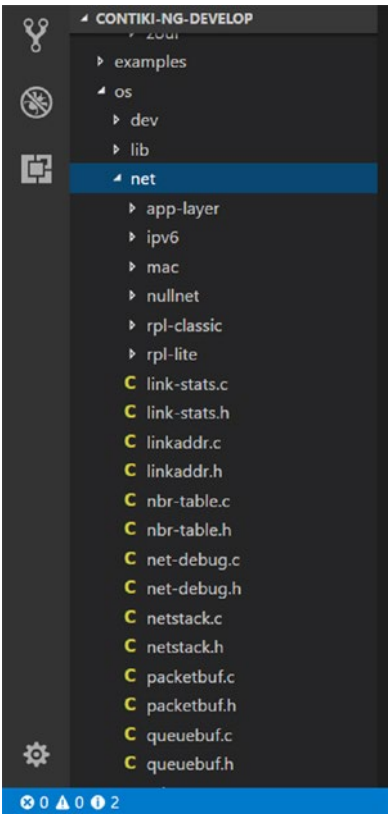 CONTIKI-NG-DEVELOP
zoul
examples
os
dev
lib
net
app-layer
ipv6
mac
nullnet
rpl-classic
rpl-lite
C link-stats.c
C link-stats.h
C linkaddr.c
C linkaddr.h
C nbr-table.c
C nbr-table.h
C net-debug.c
C net-debug.h
C netstack.c
C netstack.h
C packetbuf.c
C packetbuf.h
C queuebuf.c
C queuebuf.h
0 0 2